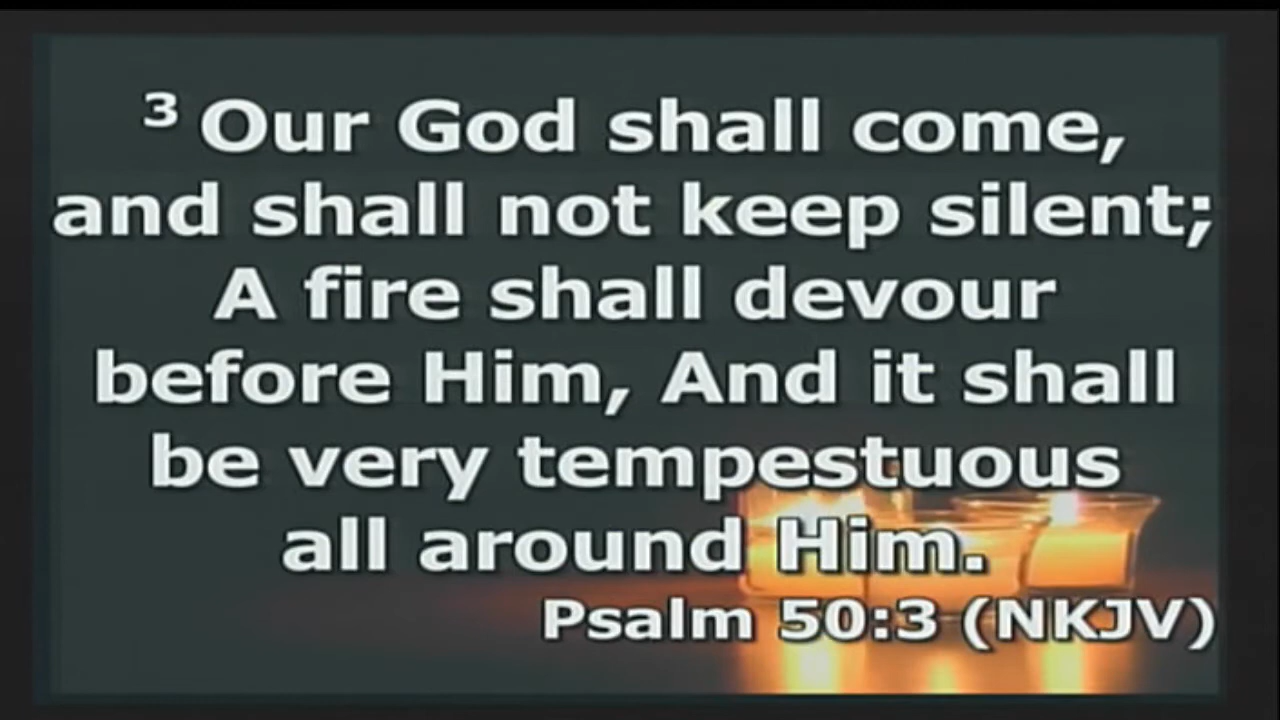 3 Our God shall come,
and shall not keep silent;
A fire shall devour
before Him, And it shall
be very tempestuous
all around Him.
Psalm 50:3 (NKJV)